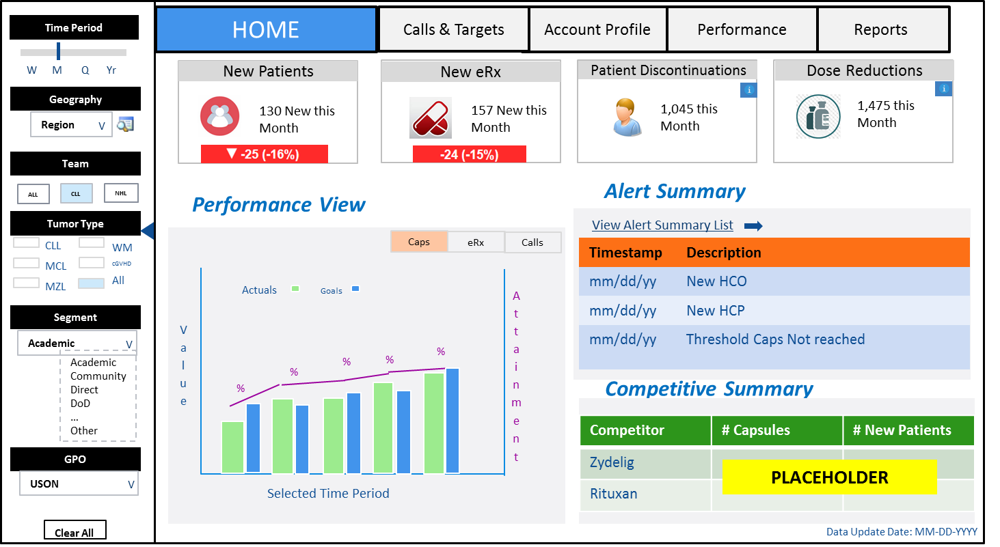 Time Period
W M Q Yr
Geography
Region V
Team
ALL CLL NHL
Tumor Type
CLL WM
MCL cGVHD
MZL All
Segment
Academic V
Academic
Community
Direct
DoD
...
Other
GPO
USON V
Clear All
HOME Calls & Targets Account Profile Performance Reports
New Patients
130 New this
Month
▼ -25 (-16%)
New eRx
157 New this
Month
-24 (-15%)
Patient Discontinuations
i
1,045 this
Month
Dose Reductions
i
1,475 this
Month
Performance View
Caps eRx Calls
Actuals Goals
Value
Attainment
% % % % %
Selected Time Period
Alert Summary
View Alert Summary List
Timestamp Description
mm/dd/yy New HCO
mm/dd/yy New HCP
mm/dd/yy Threshold Caps Not reached
Competitive Summary
Competitor # Capsules # New Patients
Zydelig
PLACEHOLDER
Rituxan
Data Update Date: MM-DD-YYYY